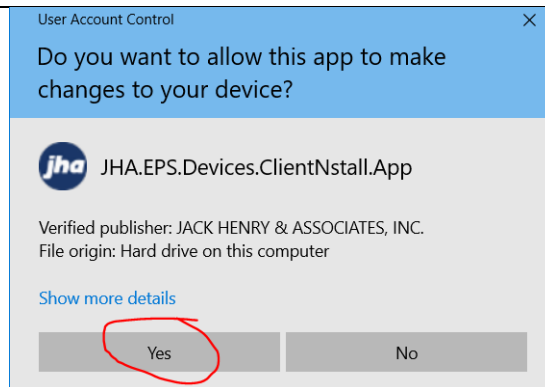 User Account Control
Do you want to allow this app to make
changes to your device?
jha
JHA.EPS.Devices.ClientNstall.App
Verified publisher: JACK HENRY & ASSOCIATES, INC.
File origin: Hard drive on this computer
Show more details
Yes No